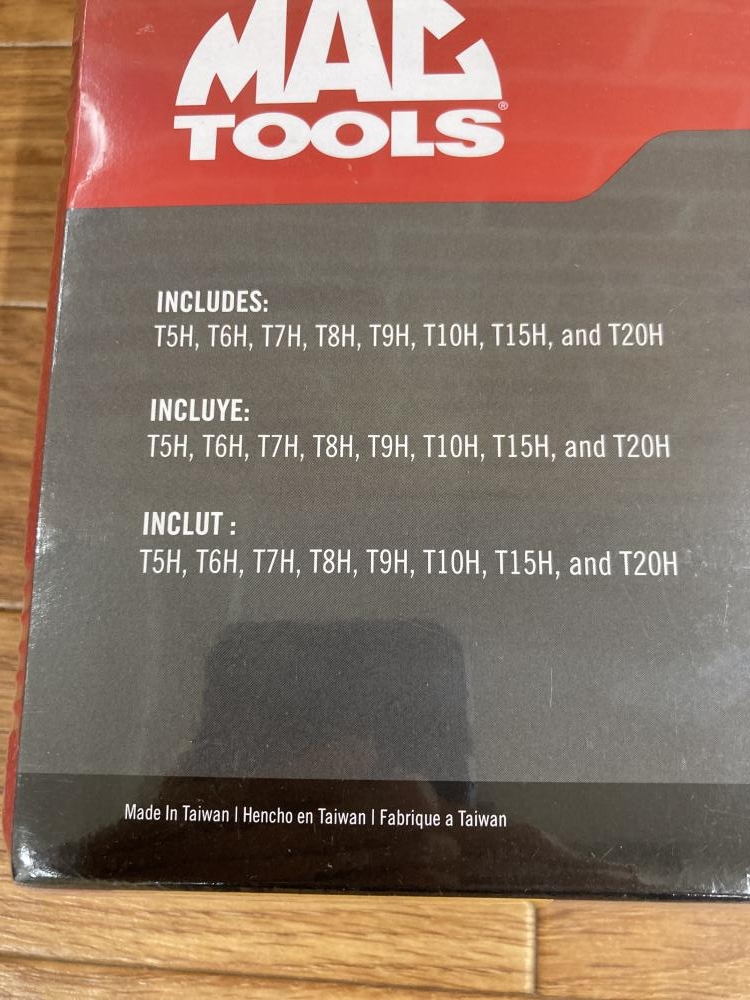 MAC
TOOLS®
INCLUDES:
T5H, T6H, T7H, T8H, T9H, T10H, T15H, and T20H
INCLUYE:
T5H, T6H, T7H, T8H, T9H, T10H, T15H, and T20H
INCLUT :
T5H, T6H, T7H, T8H, T9H, T10H, T15H, and T20H
Made In Taiwan | Hencho en Taiwan | Fabrique a Taiwan